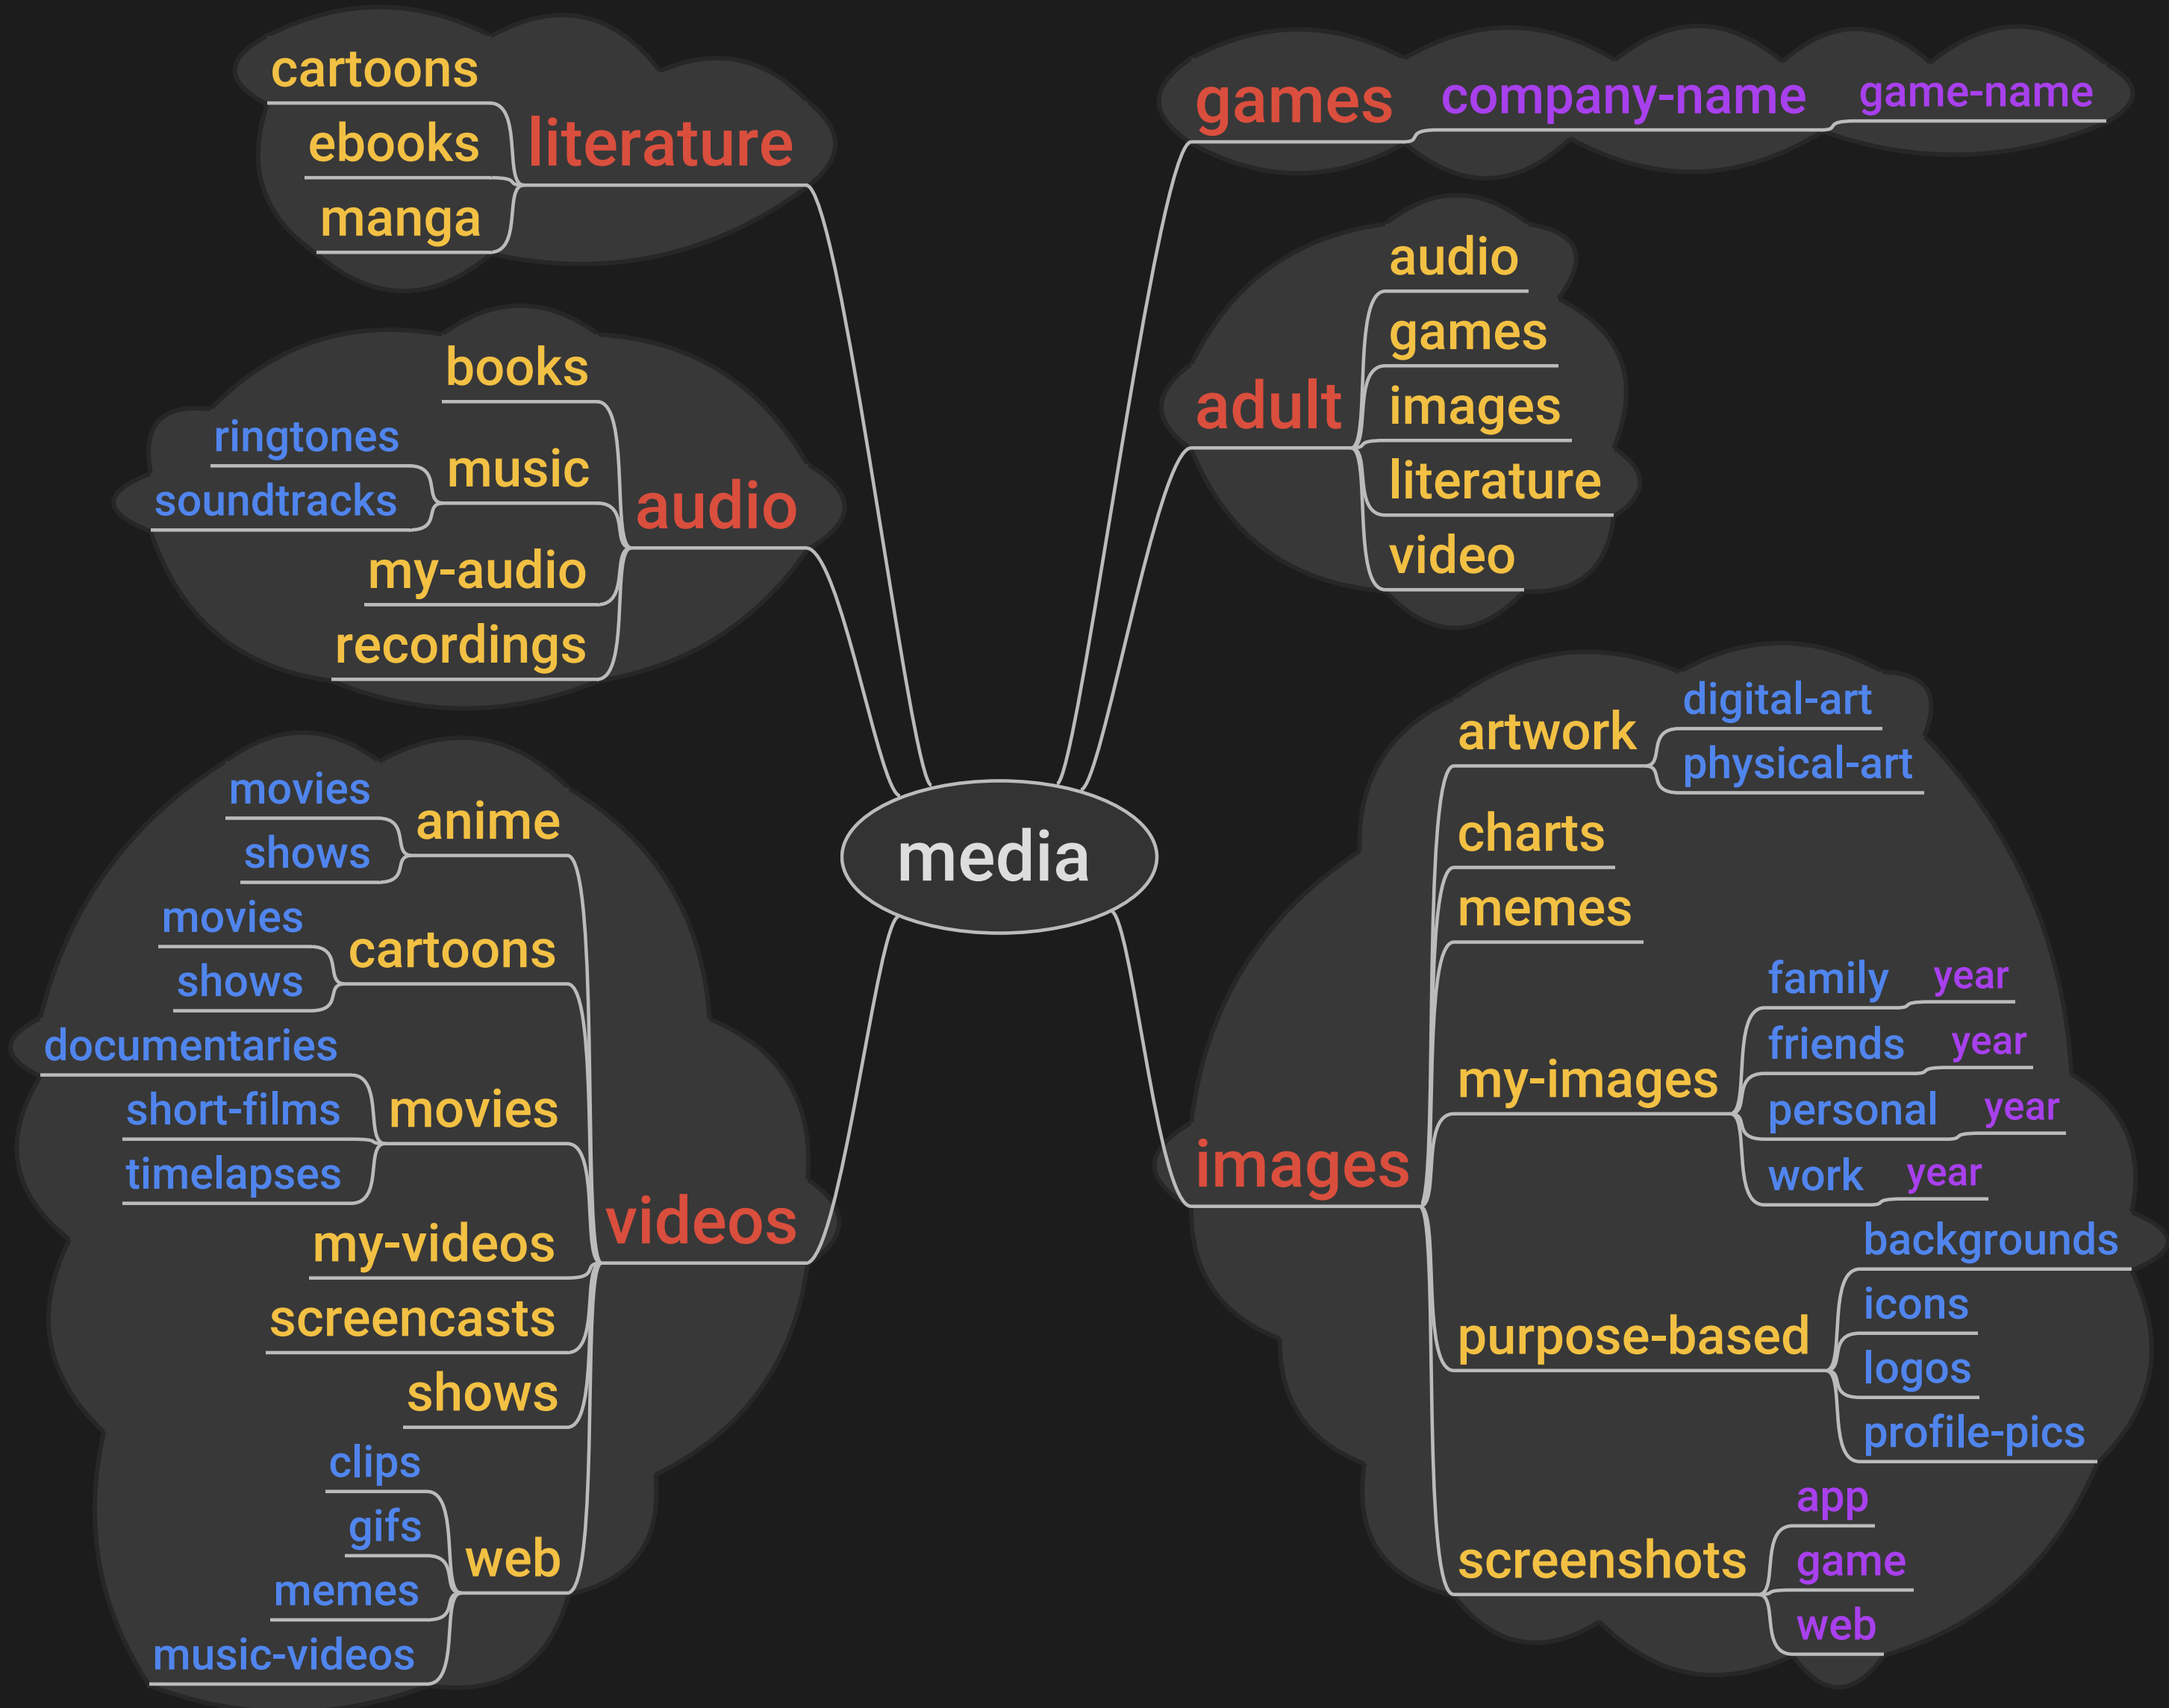 media
literature
cartoons
ebooks
manga
audio
books
music
ringtones
soundtracks
my-audio
recordings
videos
anime
movies
shows
cartoons
movies
shows
movies
documentaries
short-films
timelapses
my-videos
screencasts
shows
web
clips
gifs
memes
music-videos
games
company-name
game-name
adult
audio
games
images
literature
video
images
artwork
digital-art
physical-art
charts
memes
my-images
family
year
friends
year
personal
year
work
year
purpose-based
backgrounds
icons
logos
profile-pics
screenshots
app
game
web